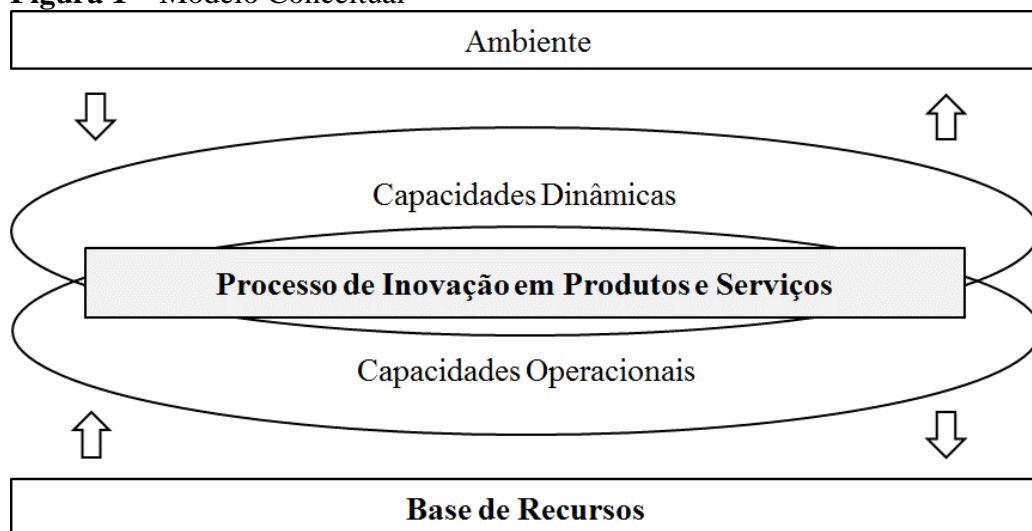 Figura 1 – Modelo Conceitual
Ambiente
Capacidades Dinâmicas
Processo de Inovação em Produtos e Serviços
Capacidades Operacionais
Base de Recursos